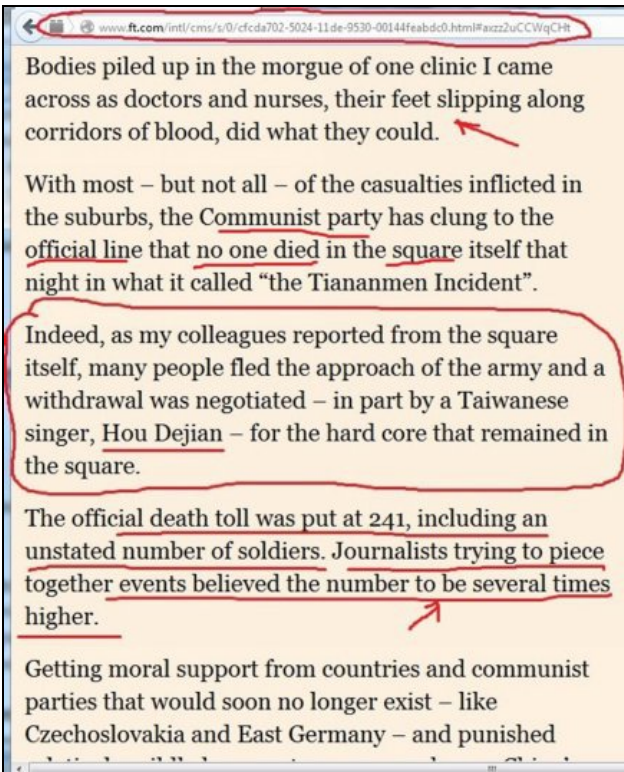 www.ft.com/intl/cms/s/0/cfcda702-5024-11de-9530-00144feabdc0.html#axzz2uCCWqCHt
Bodies piled up in the morgue of one clinic I came
across as doctors and nurses, their feet slipping along
corridors of blood, did what they could.
With most – but not all – of the casualties inflicted in
the suburbs, the Communist party has clung to the
official line that no one died in the square itself that
night in what it called “the Tiananmen Incident”.
Indeed, as my colleagues reported from the square
itself, many people fled the approach of the army and a
withdrawal was negotiated – in part by a Taiwanese
singer, Hou Dejian – for the hard core that remained in
the square.
The official death toll was put at 241, including an
unstated number of soldiers. Journalists trying to piece
together events believed the number to be several times
higher.
Getting moral support from countries and communist
parties that would soon no longer exist – like
Czechoslovakia and East Germany – and punished